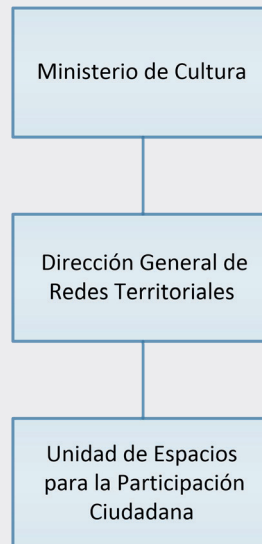 Ministerio de Cultura
Dirección General de
Redes Territoriales
Unidad de Espacios
para la Participación
Ciudadana